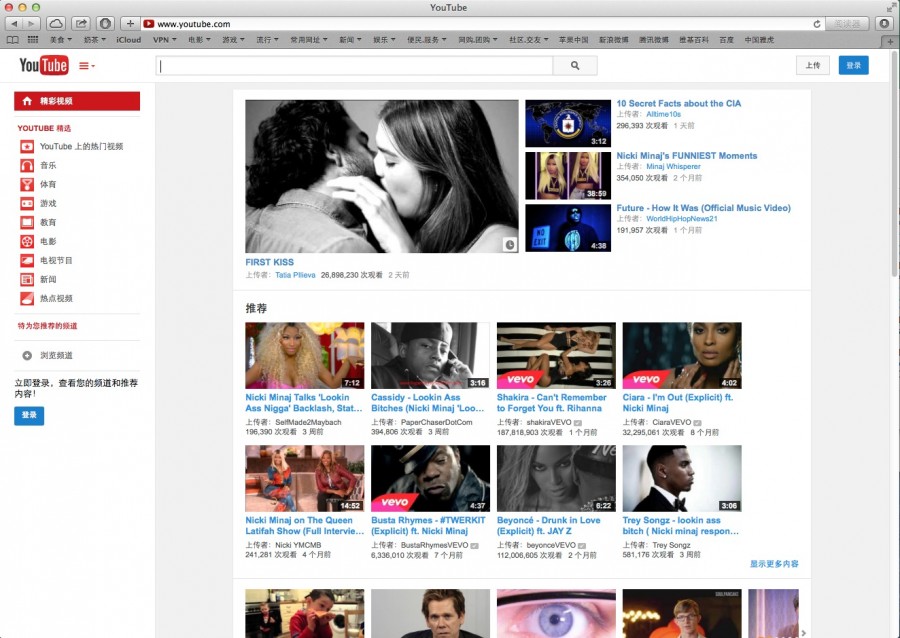 YouTube
www.youtube.com
阅读器
美食 奶茶 iCloud VPN 电影 游戏 流行 常用网址 新闻 娱乐 便民.服务 网购.团购 社区.交友 苹果中国 新浪微博 腾讯微博 维基百科 百度 中国雅虎
YouTube
上传
登录
精彩视频
YOUTUBE 精选
YouTube 上的热门视频
音乐
体育
游戏
教育
电影
电视节目
新闻
热点视频
特为您推荐的频道
浏览频道
立即登录，查看您的频道和推荐
内容！
登录
FIRST KISS
上传者： Tatia Pilieva 26,898,230 次观看 2 天前
3:12
10 Secret Facts about the CIA
上传者： Alltime10s
296,393 次观看 1 天前
38:59
Nicki Minaj's FUNNIEST Moments
上传者： Minaj Whisperer
354,050 次观看 2 个月前
NO
EXIT
4:38
Future - How It Was (Official Music Video)
上传者： WorldHipHopNews21
191,957 次观看 1 个月前
推荐
7:12
Nicki Minaj Talks 'Lookin
Ass Nigga' Backlash, Stat...
上传者： SelfMade2Maybach
196,390 次观看 3 周前
3:16
Cassidy - Lookin Ass
Bitches (Nicki Minaj 'Loo...
上传者： PaperChaserDotCom
394,806 次观看 3 周前
vevo
3:26
Shakira - Can't Remember
to Forget You ft. Rihanna
上传者： shakiraVEVO
187,818,903 次观看 1 个月前
vevo
4:02
Ciara - I'm Out (Explicit) ft.
Nicki Minaj
上传者： CiaraVEVO
32,295,061 次观看 8 个月前
14:52
Nicki Minaj on The Queen
Latifah Show (Full Intervie...
上传者： Nicki YMCMB
241,281 次观看 4 个月前
vevo
4:37
Busta Rhymes - #TWERKIT
(Explicit) ft. Nicki Minaj
上传者： BustaRhymesVEVO
6,336,010 次观看 7 个月前
6:22
Beyoncé - Drunk in Love
(Explicit) ft. JAY Z
上传者： beyonceVEVO
112,006,605 次观看 2 个月前
3:06
Trey Songz - lookin ass
bitch ( Nicki minaj respon...
上传者： Trey Songz
581,176 次观看 3 周前
显示更多内容